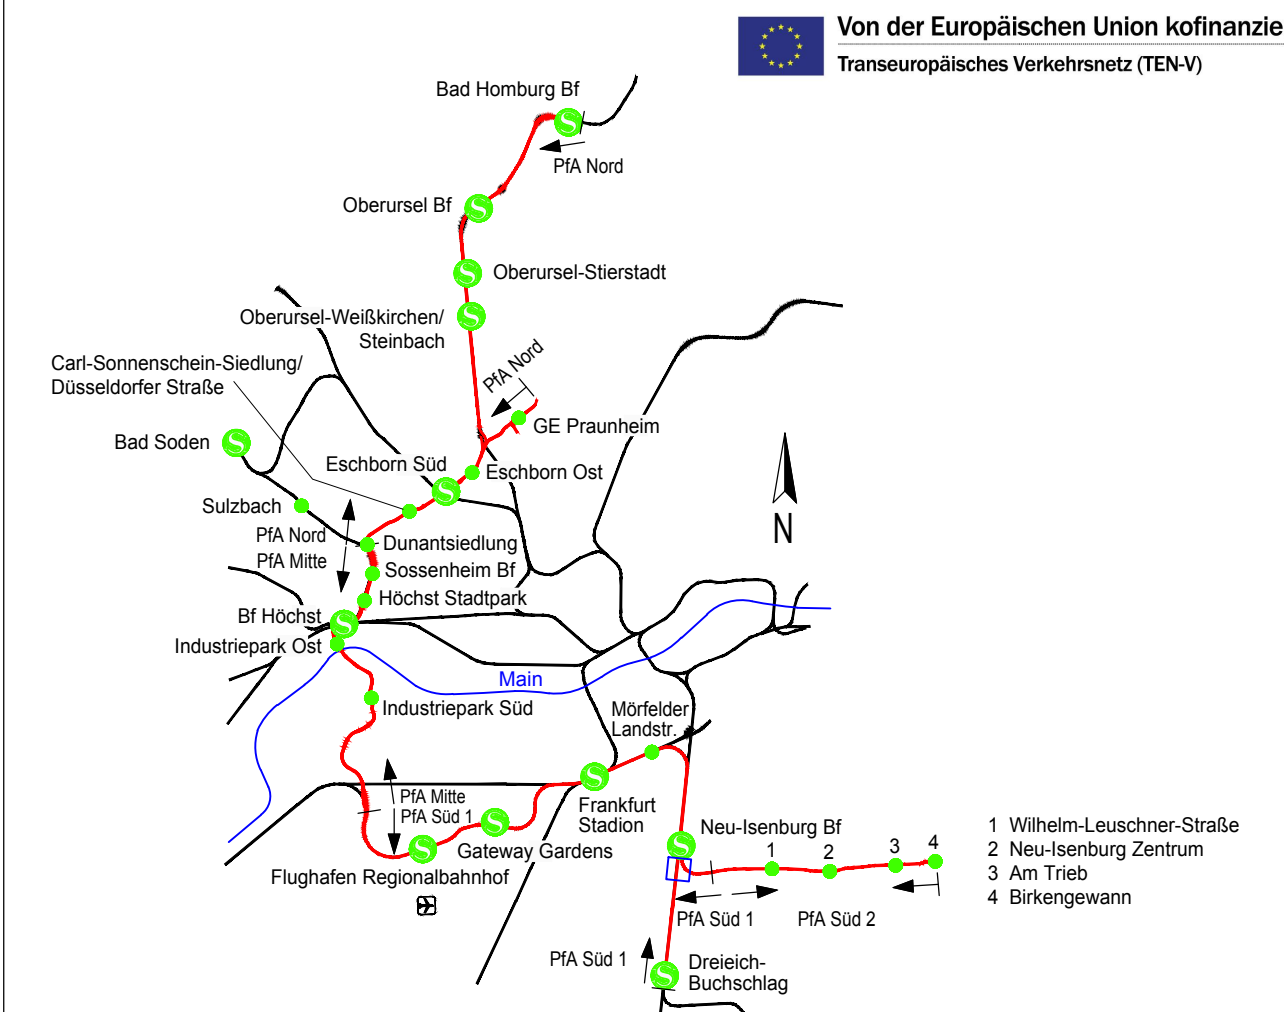 Von der Europäischen Union kofinanzie
Transeuropäisches Verkehrsnetz (TEN-V)
Bad Homburg Bf
PfA Nord
Oberursel Bf
Oberursel-Stierstadt
Oberursel-Weißkirchen/
Steinbach
Carl-Sonnenschein-Siedlung/
Düsseldorfer Straße
PfA Nord
GE Praunheim
Bad Soden
Eschborn Süd
Eschborn Ost
Sulzbach
PfA Nord
PfA Mitte
Dunantsiedlung
Sossenheim Bf
Höchst Stadtpark
Bf Höchst
Industriepark Ost
N
Main
Industriepark Süd
Mörfelder
Landstr.
PfA Mitte
PfA Süd 1
Frankfurt
Stadion
Gateway Gardens
Flughafen Regionalbahnhof
Neu-Isenburg Bf
1
2
3
4
1 Wilhelm-Leuschner-Straße
2 Neu-Isenburg Zentrum
3 Am Trieb
4 Birkengewann
PfA Süd 1
PfA Süd 2
PfA Süd 1
Dreieich-
Buchschlag